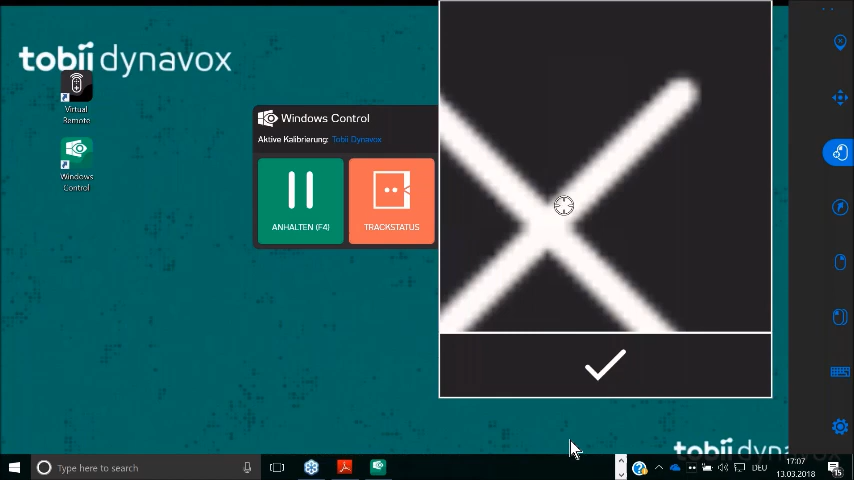 tobii dynavox
Virtual
Remote
Windows
Control
Windows Control
Aktive Kalibrierung: Tobii Dynavox
ANHALTEN (F4)
TRACKSTATUS
tobii dynavox
Type here to search
DEU
17:07
13.03.2018
15